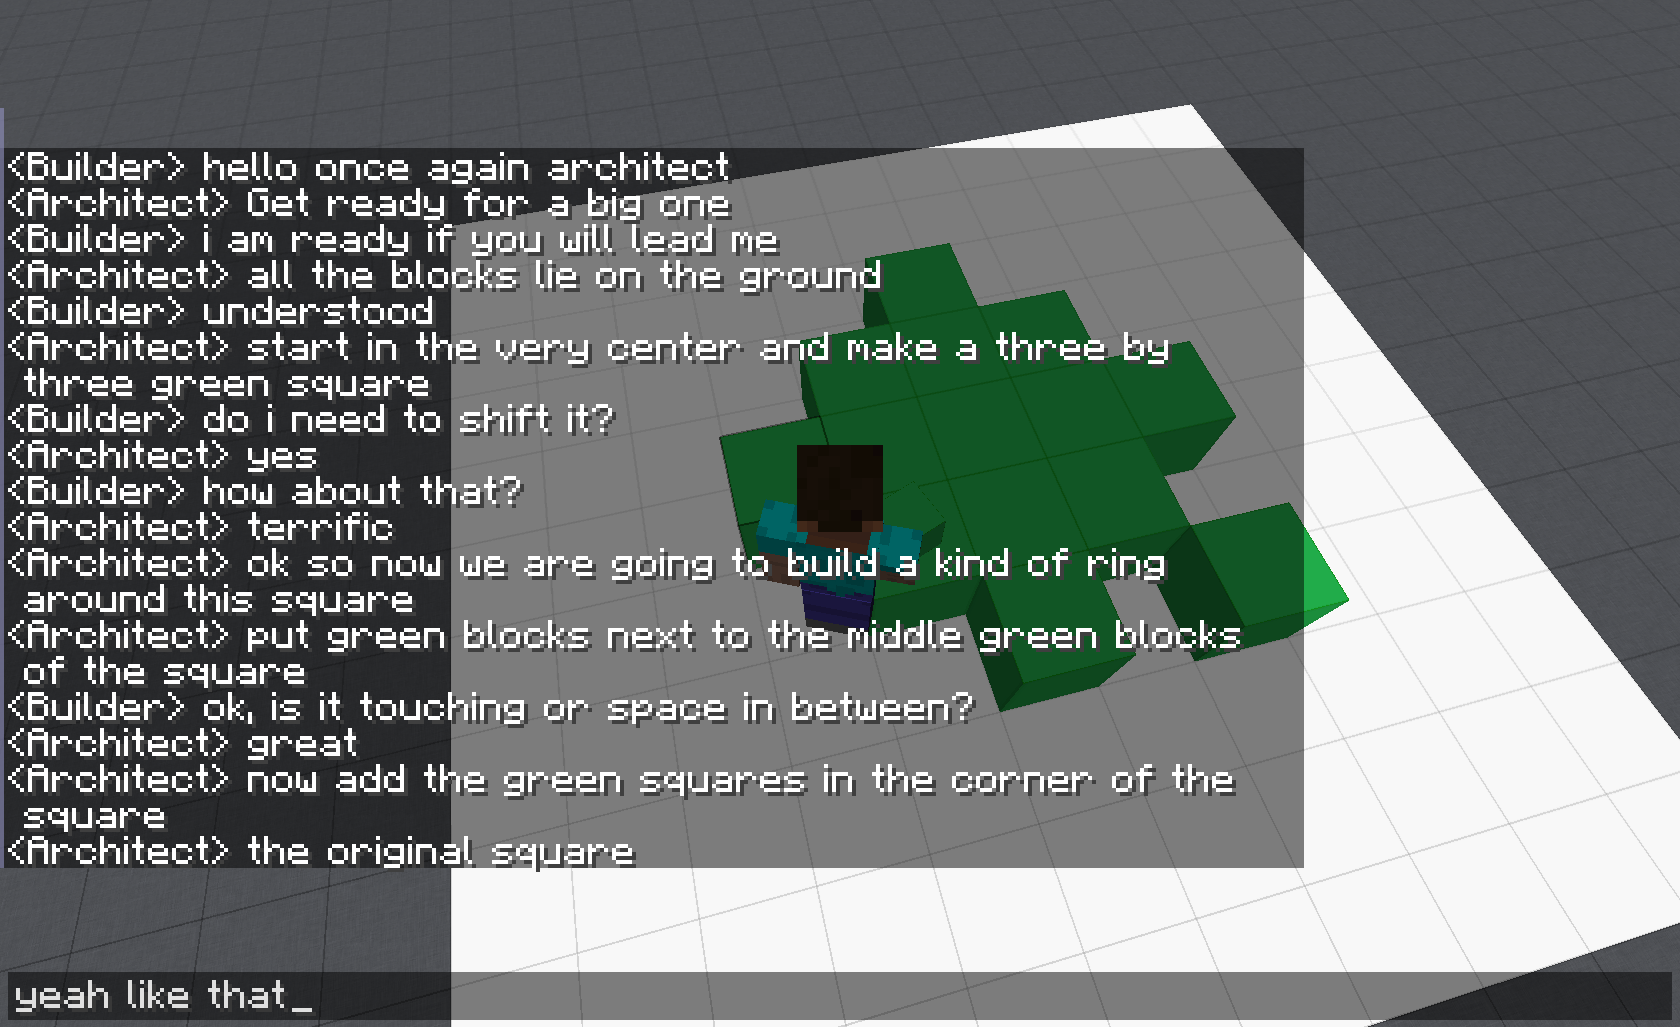 <Builder> hello once again architect
<Architect> Get ready for a big one
<Builder> i am ready if you will lead me
<Architect> all the blocks lie on the ground
<Builder> understood
<Architect> start in the very center and make a three by
three green square
<Builder> do i need to shift it?
<Architect> yes
<Builder> how about that?
<Architect> terrific
<Architect> ok so now we are going to build a kind of ring
around this square
<Architect> put green blocks next to the middle green blocks
of the square
<Builder> ok, is it touching or space in between?
<Architect> great
<Architect> now add the green squares in the corner of the
square
<Architect> the original square
yeah like that_